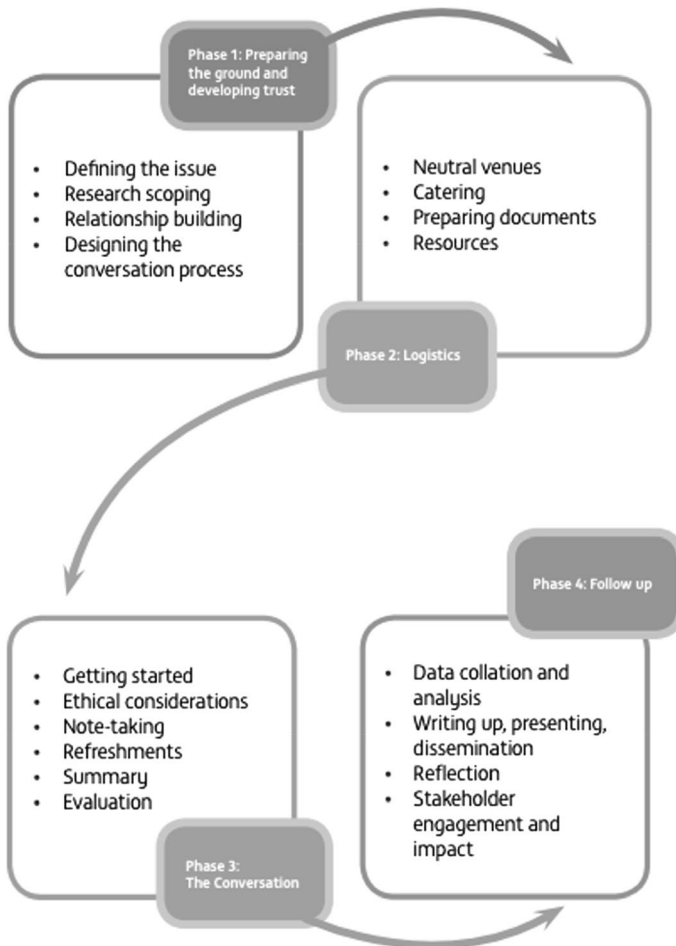 Phase 1: Preparing
the ground and
developing trust
• Defining the issue
• Research scoping
• Relationship building
• Designing the
conversation process
• Neutral venues
• Catering
• Preparing documents
• Resources
Phase 2: Logistics
• Getting started
• Ethical considerations
• Note-taking
• Refreshments
• Summary
• Evaluation
Phase 3:
The Conversation
Phase 4: Follow up
• Data collation and
analysis
• Writing up, presenting,
dissemination
• Reflection
• Stakeholder
engagement and
impact